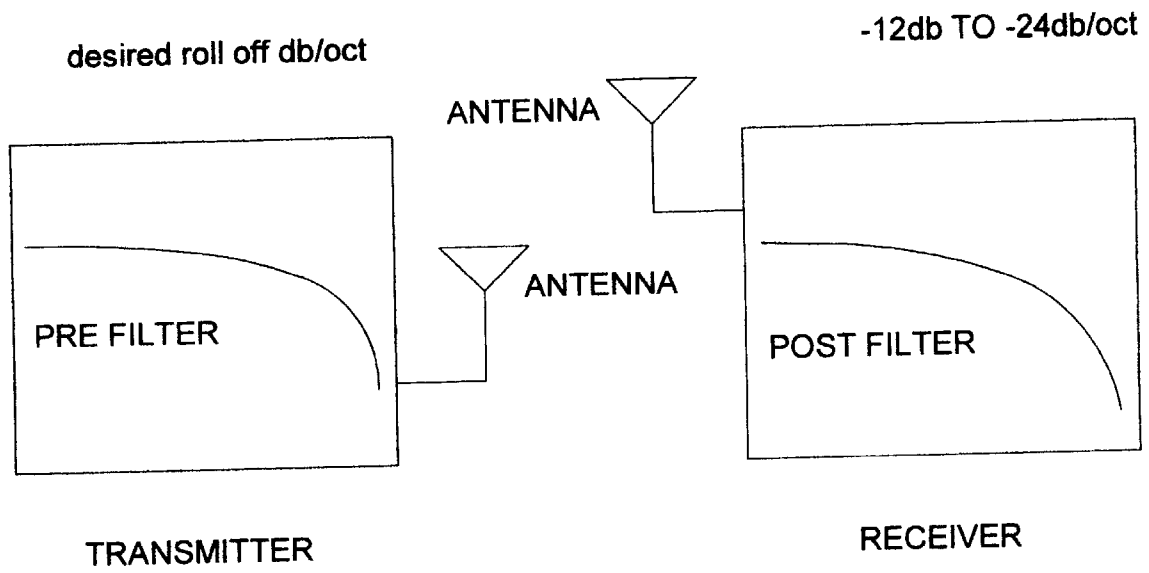 desired roll off db/oct
-12db TO -24db/oct
ANTENNA
ANTENNA
PRE FILTER
POST FILTER
TRANSMITTER
RECEIVER